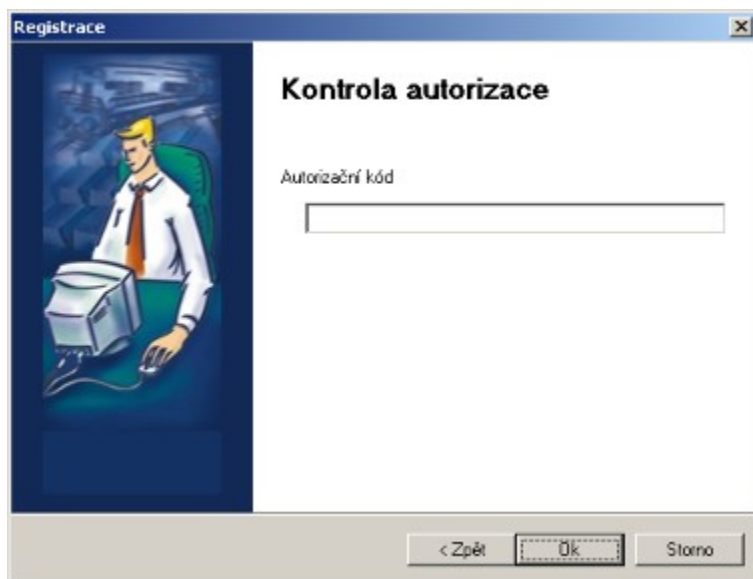 Registrace
Kontrola autorizace
Autorizační kód
< Zpět
Ok
Storno